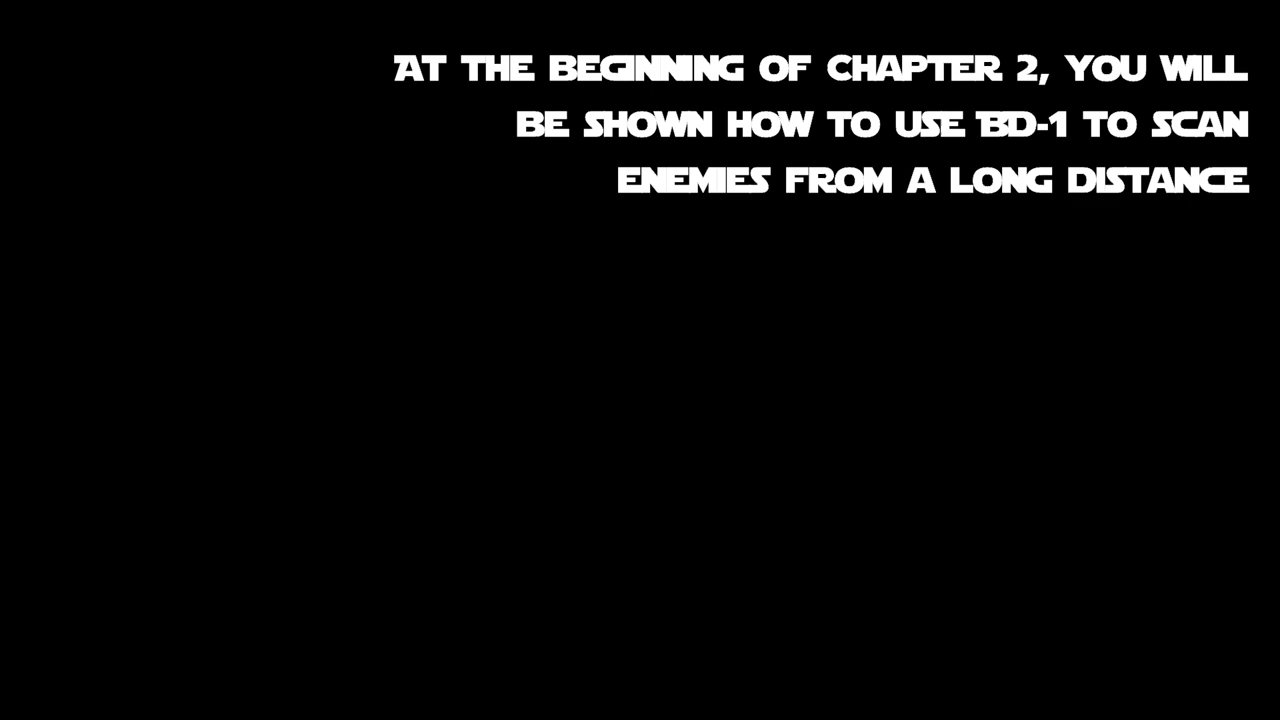 AT THE BEGINNING OF CHAPTER 2, YOU WILL
BE SHOWN HOW TO USE BD-1 TO SCAN
ENEMIES FROM A LONG DISTANCE